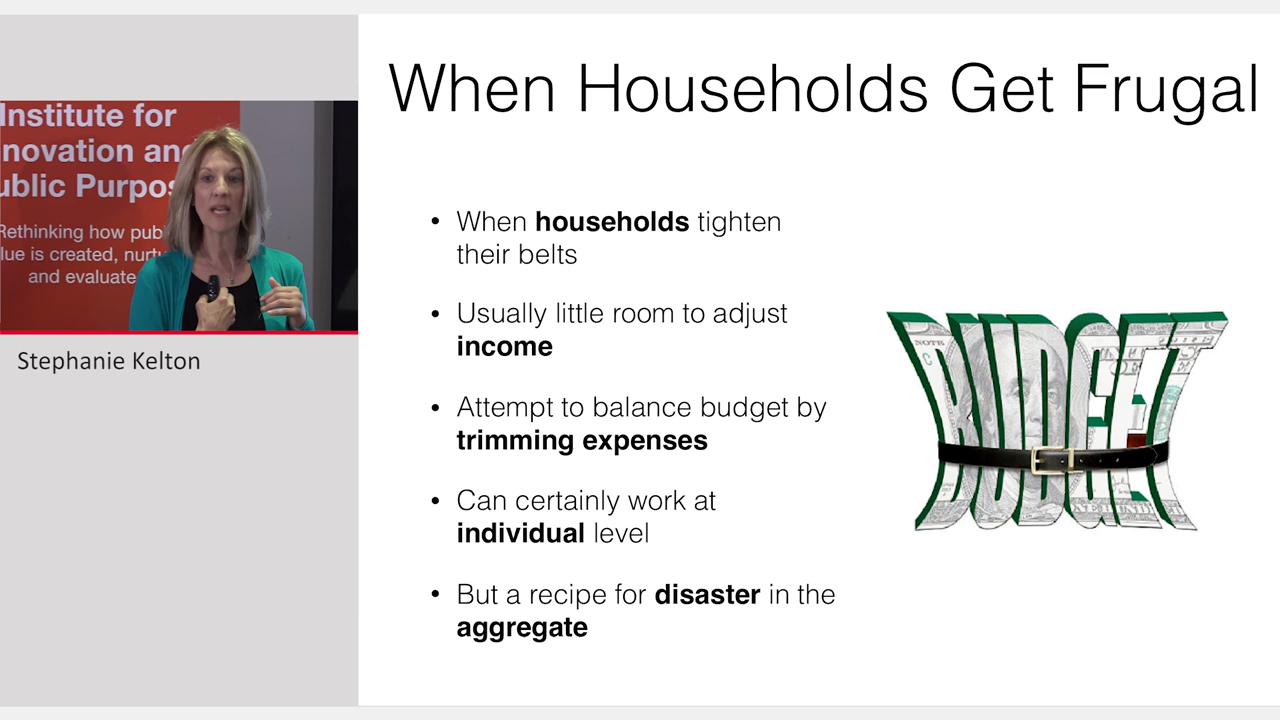 When Households Get Frugal
Institute for
nnovation and
ublic Purpos
Rethinking how pub
lue is created, nurtu
and evaluate
Stephanie Kelton
• When households tighten
their belts
• Usually little room to adjust
income
• Attempt to balance budget by
trimming expenses
• Can certainly work at
individual level
• But a recipe for disaster in the
aggregate
BUDGET